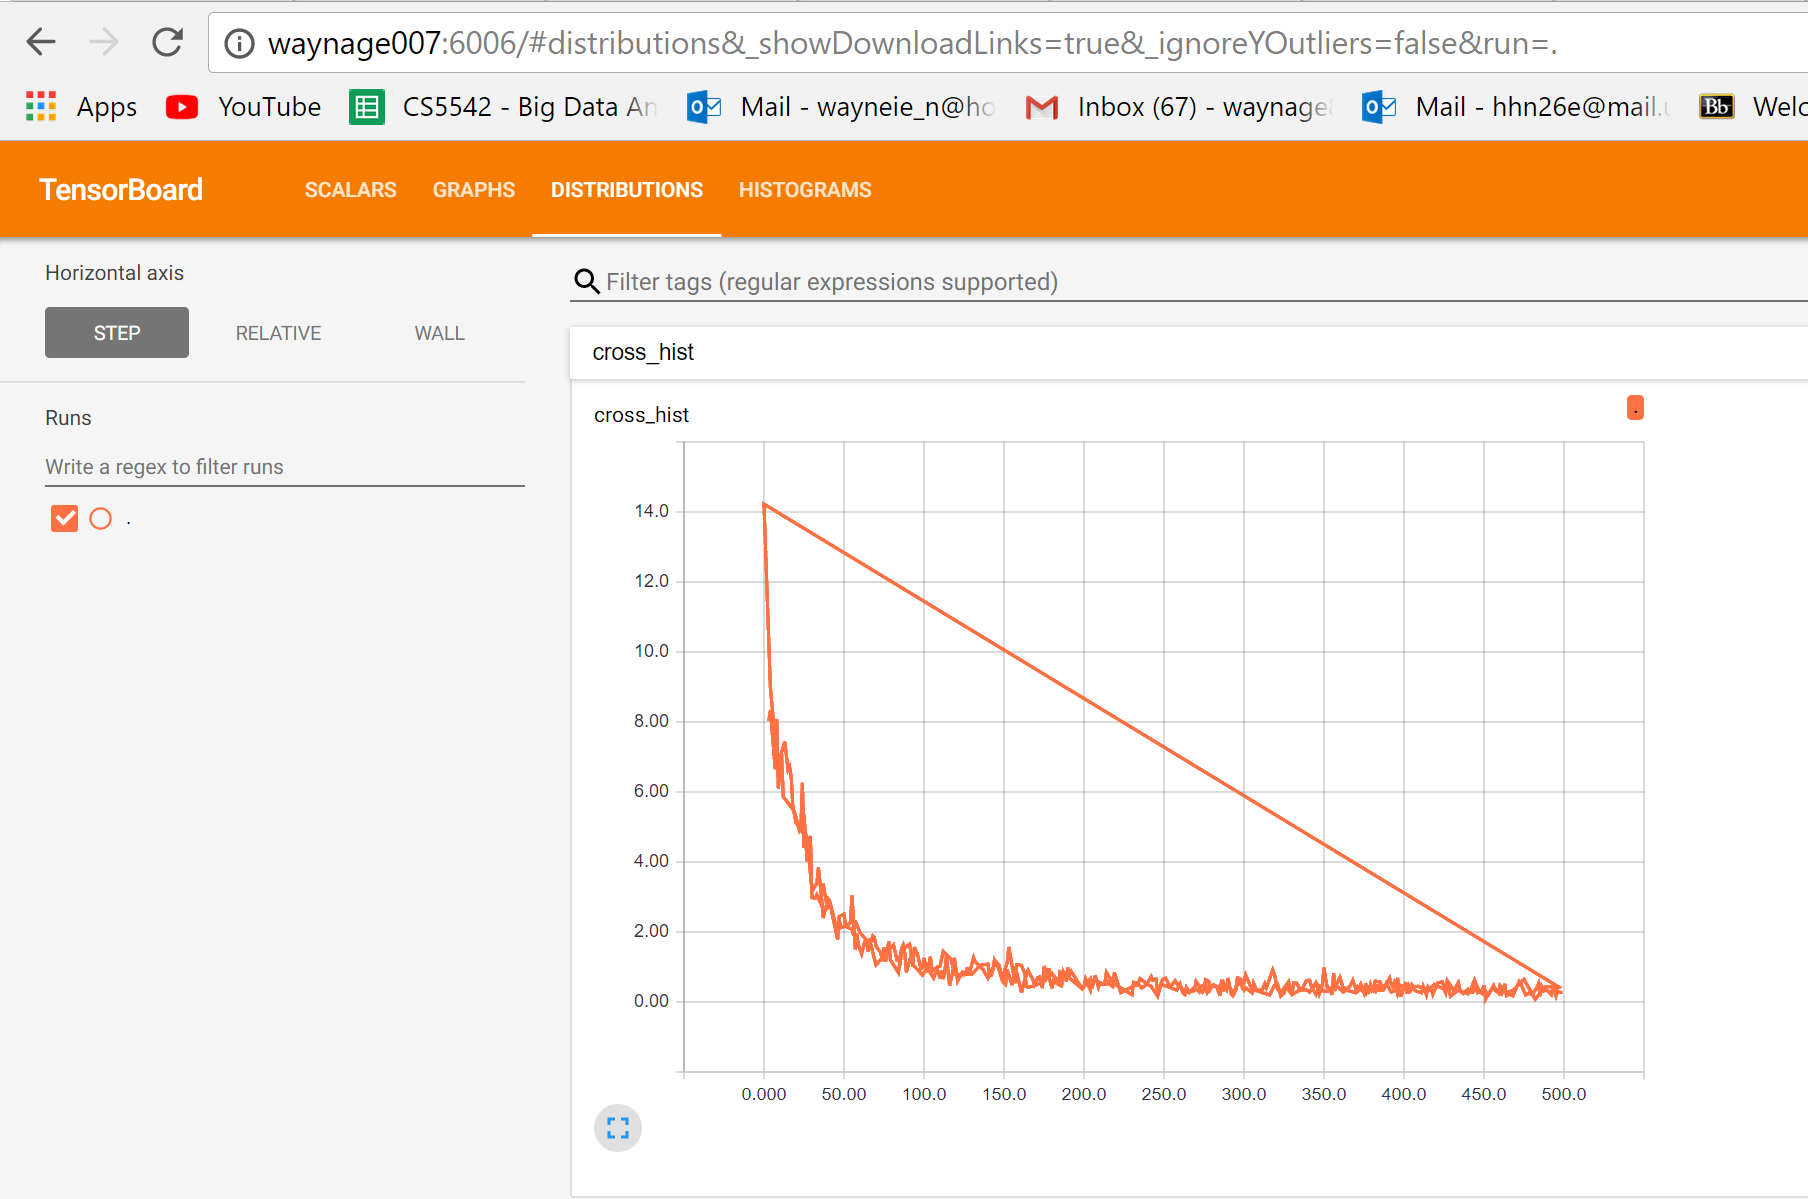 waynage007:6006/#distributions&_showDownloadLinks=true&_ignoreYOutliers=false&run=.
Apps YouTube CS5542 - Big Data An Mail - wayneie_n@ho Inbox (67) - waynage Mail - hhn26e@mail. Bb Welc
TensorBoard SCALARS GRAPHS DISTRIBUTIONS HISTOGRAMS
Horizontal axis
STEP RELATIVE WALL
Runs
Write a regex to filter runs
.
Filter tags (regular expressions supported)
cross_hist
cross_hist
.
14.0
12.0
10.0
8.00
6.00
4.00
2.00
0.00
0.000 50.00 100.0 150.0 200.0 250.0 300.0 350.0 400.0 450.0 500.0